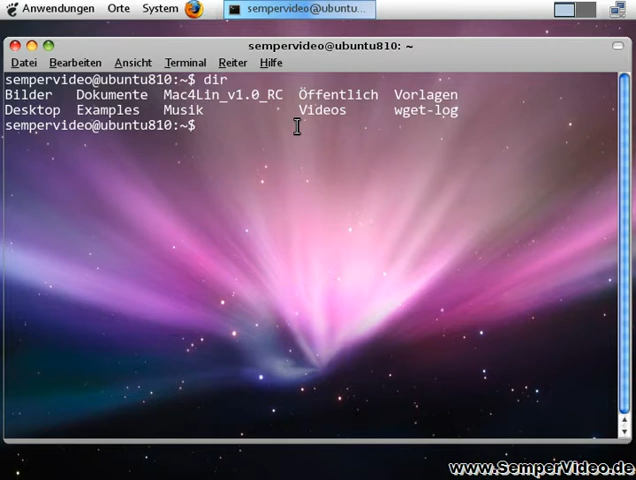 Anwendungen Orte System sempervideo@ubuntu...
sempervideo@ubuntu810: ~
Datei Bearbeiten Ansicht Terminal Reiter Hilfe
sempervideo@ubuntu810:~$ dir
Bilder Dokumente Mac4Lin_v1.0_RC Öffentlich Vorlagen
Desktop Examples Musik Videos wget-log
sempervideo@ubuntu810:~$
www.SemperVideo.de